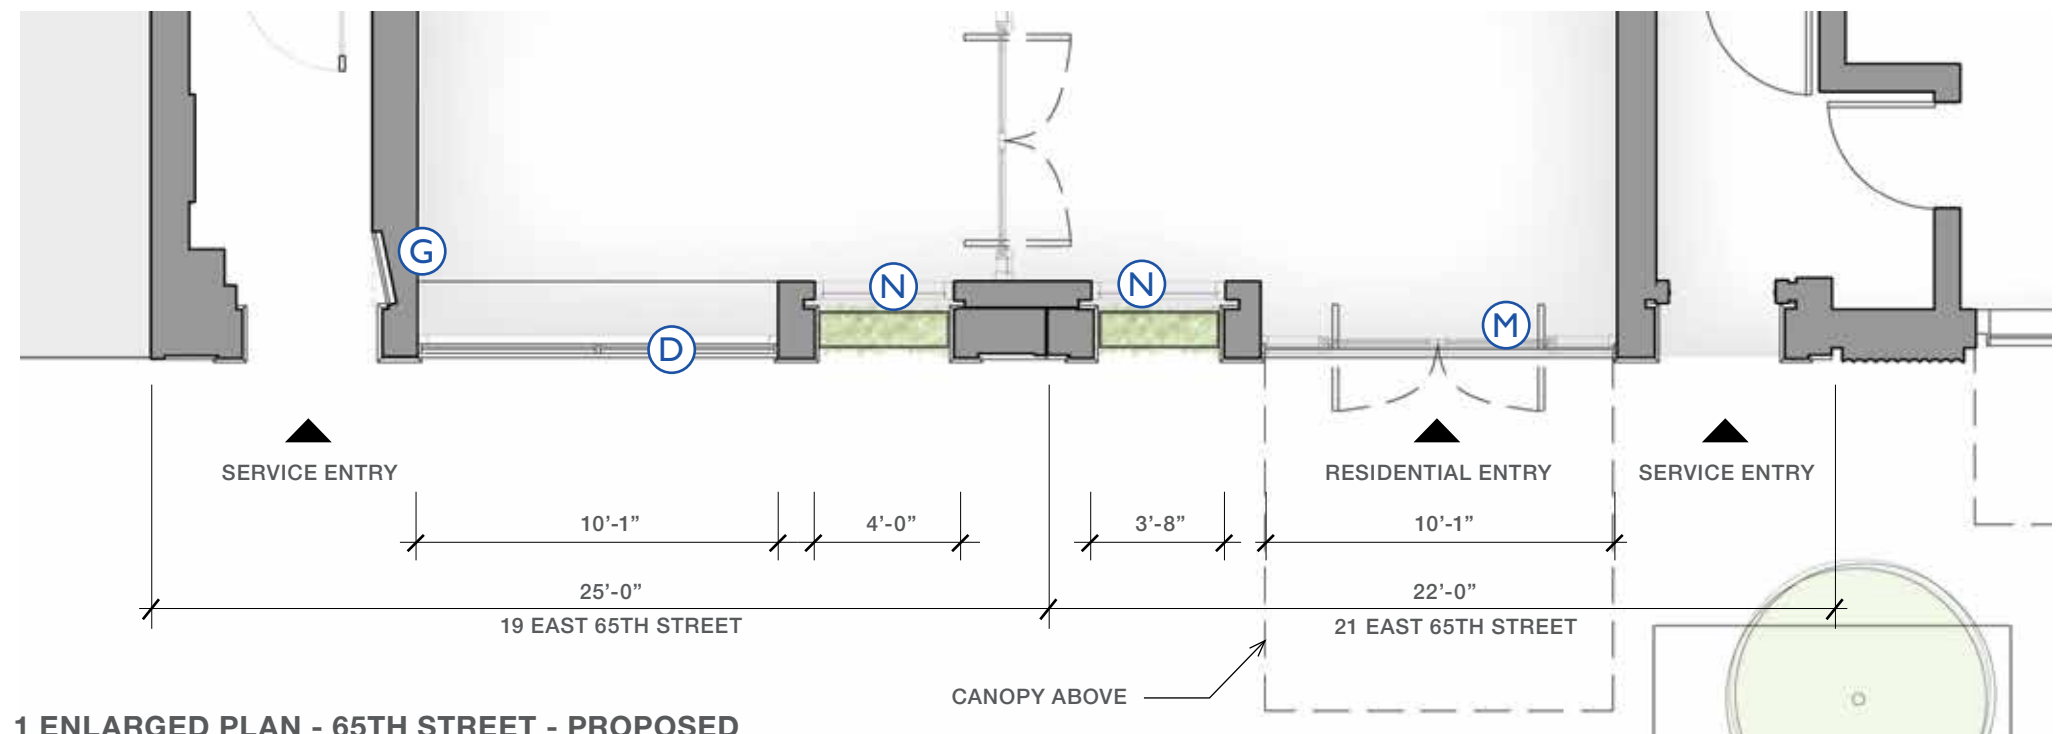 G
N
N
M
D
SERVICE ENTRY
RESIDENTIAL ENTRY
SERVICE ENTRY
10’-1”
4’-0”
3’-8”
10’-1”
25’-0”
22’-0”
19 EAST 65TH STREET
21 EAST 65TH STREET
CANOPY ABOVE
1 ENLARGED PLAN - 65TH STREET - PROPOSED